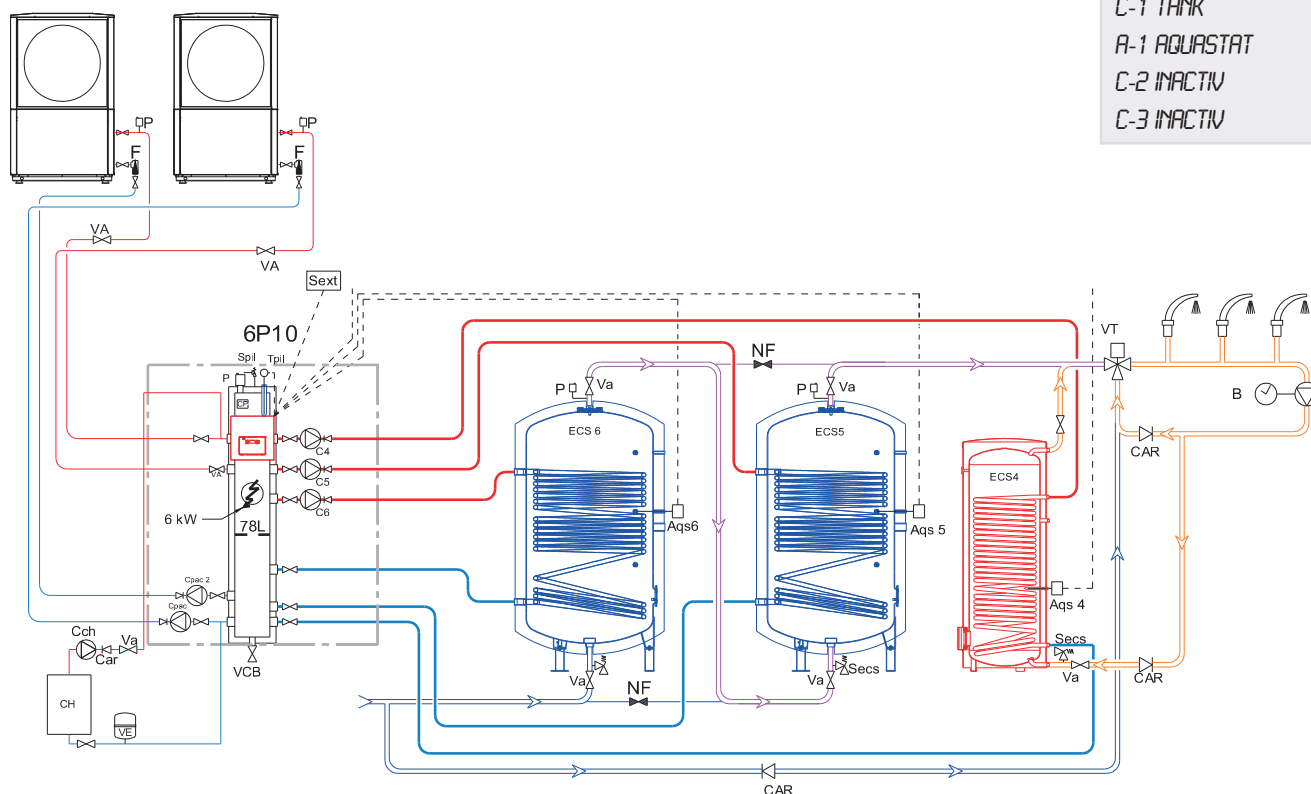 C-1 TANK
A-1 AQUASTAT
C-2 INACTIV
C-3 INACTIV
P
P
F
F
VA
VA
Sext
6P10
Spil
Tpil
P
CP
C4
C5
C6
VA
6 kW
78L
Cpac 2
Cpac
Cch
Car
Va
VCB
CH
VE
NF
P
Va
ECS 6
Aqs6
Va
NF
P
Va
ECS5
Aqs 5
Va
Secs
ECS4
Aqs 4
Secs
Va
CAR
VT
B
CAR
CAR